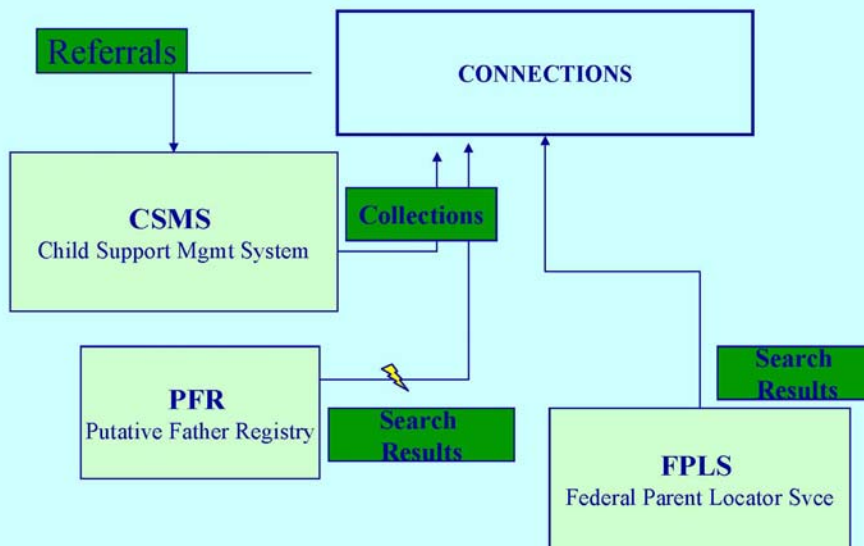 Referrals
CONNECTIONS
CSMS
Child Support Mgmt System
Collections
PFR
Putative Father Registry
Search
Results
Search
Results
FPLS
Federal Parent Locator Svce